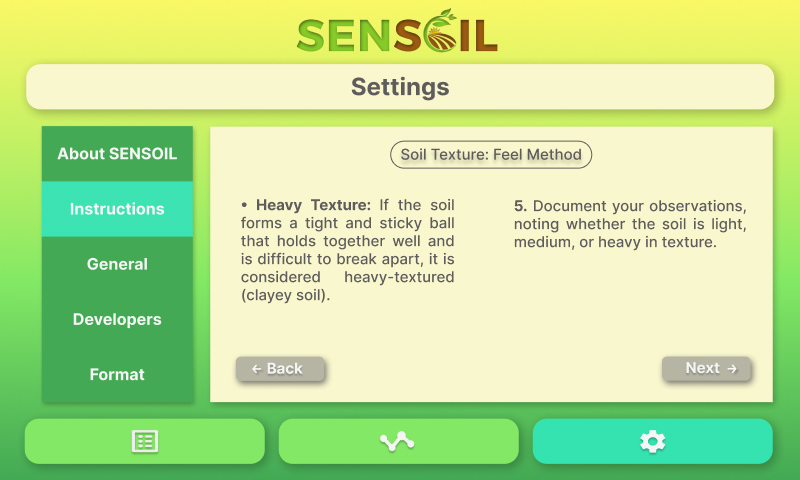 SENSOIL
Settings
About SENSOIL
Instructions
General
Developers
Format
Soil Texture: Feel Method
• Heavy Texture: If the soil
forms a tight and sticky ball
that holds together well and
is difficult to break apart, it is
considered heavy-textured
(clayey soil).
5. Document your observations,
noting whether the soil is light,
medium, or heavy in texture.
← Back
Next →